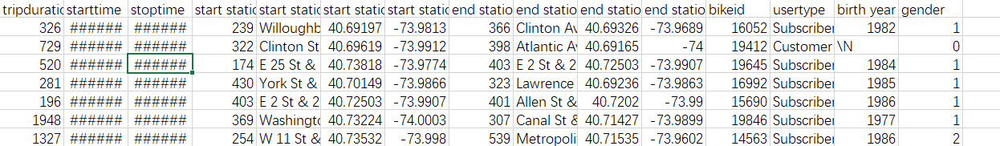 tripduratic starttime stoptime start static start static start static start static end statio end statio end statio end statio bikeid usertype birth year gender
326 ###### ###### 239 Willoughb 40.69197 -73.9813 366 Clinton Av 40.69326 -73.9689 16052 Subscriber 1982 1
729 ###### ###### 322 Clinton St 40.69619 -73.9912 398 Atlantic A 40.69165 -74 19412 Customer \N 0
520 ###### ###### 174 E 25 St & 40.73818 -73.9774 403 E 2 St & 2 40.72503 -73.9907 19645 Subscriber 1984 1
281 ###### ###### 430 York St & 40.70149 -73.9866 323 Lawrence 40.69236 -73.9863 16992 Subscriber 1985 1
196 ###### ###### 403 E 2 St & 2 40.72503 -73.9907 401 Allen St & 40.7202 -73.99 15690 Subscriber 1986 1
1948 ###### ###### 369 Washingto 40.73224 -74.0003 307 Canal St & 40.71427 -73.9899 19846 Subscriber 1977 1
1327 ###### ###### 254 W 11 St & 40.73532 -73.998 539 Metropoli 40.71535 -73.9602 14563 Subscriber 1986 2